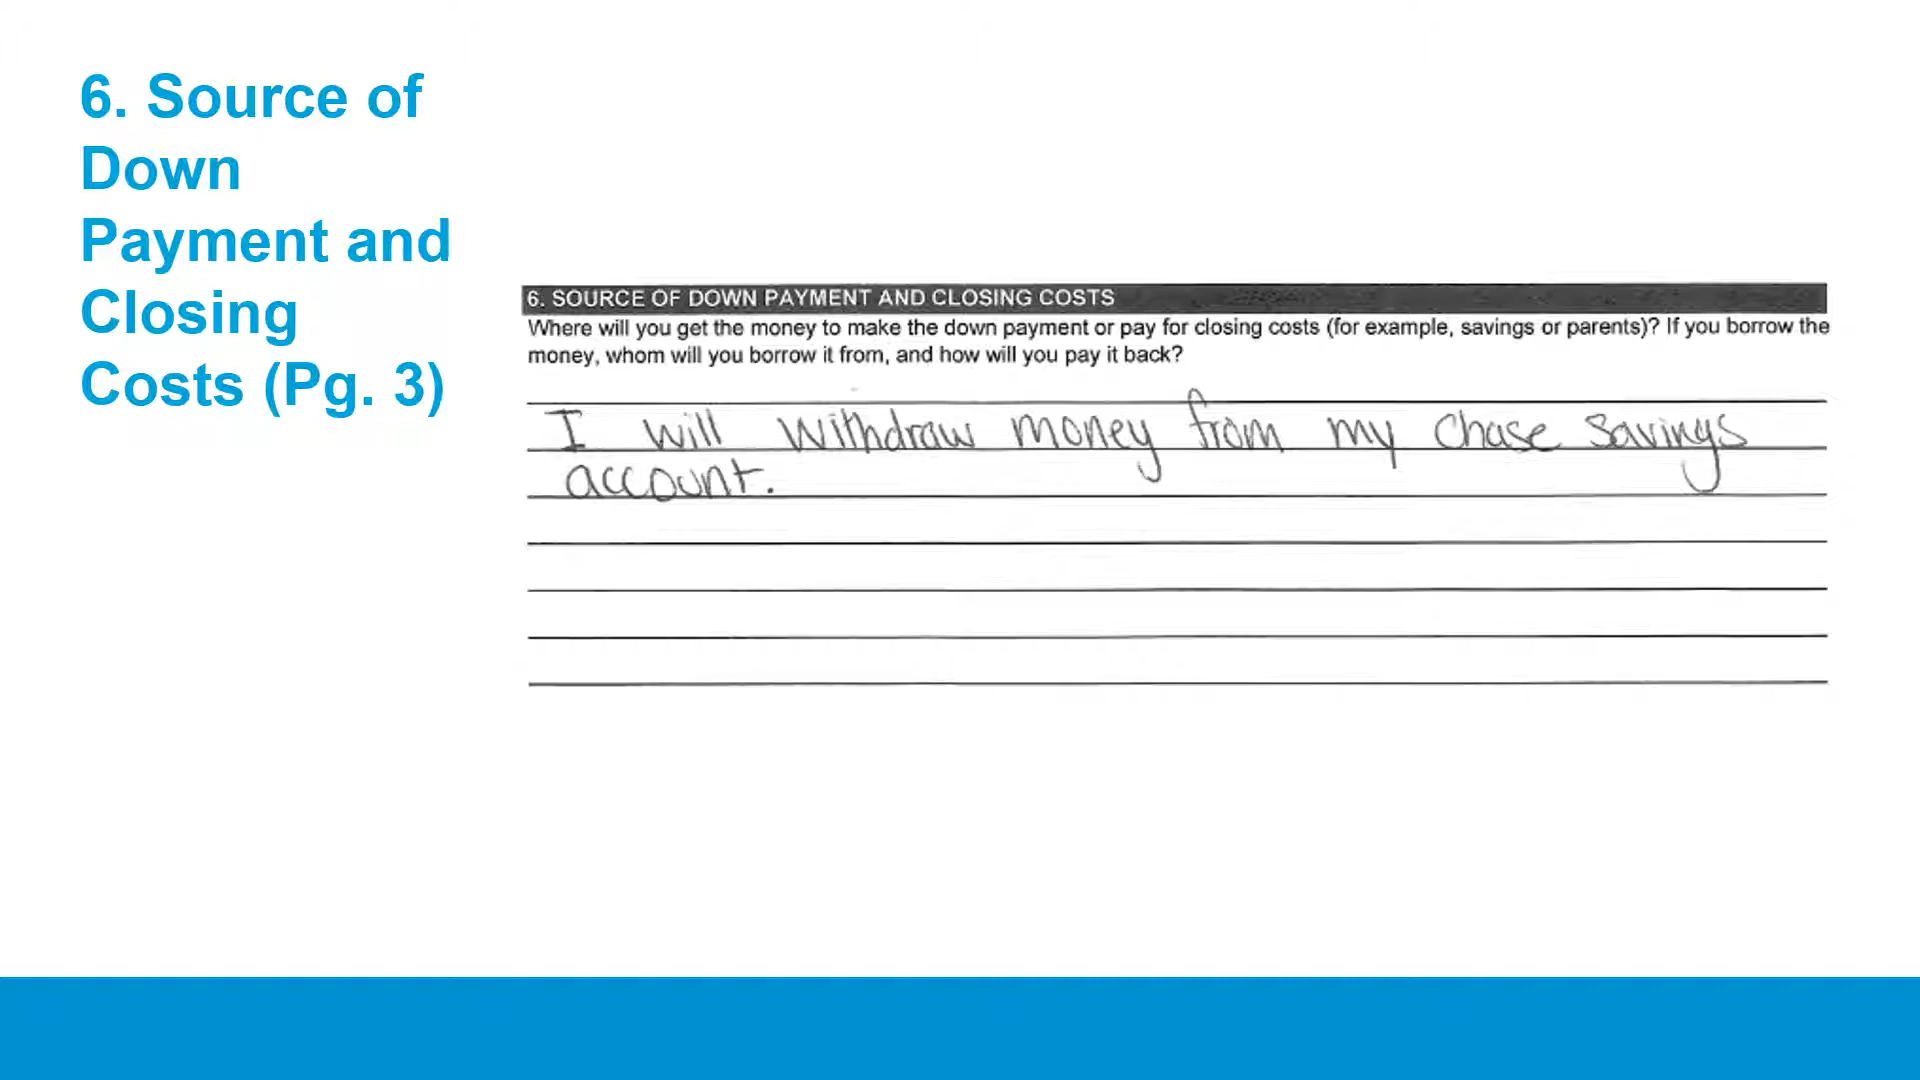 6. Source of
Down
Payment and
Closing
Costs (Pg. 3)
6. SOURCE OF DOWN PAYMENT AND CLOSING COSTS
Where will you get the money to make the down payment or pay for closing costs (for example, savings or parents)? If you borrow the
money, whom will you borrow it from, and how will you pay it back?
I will withdraw money from my chase savings
account.